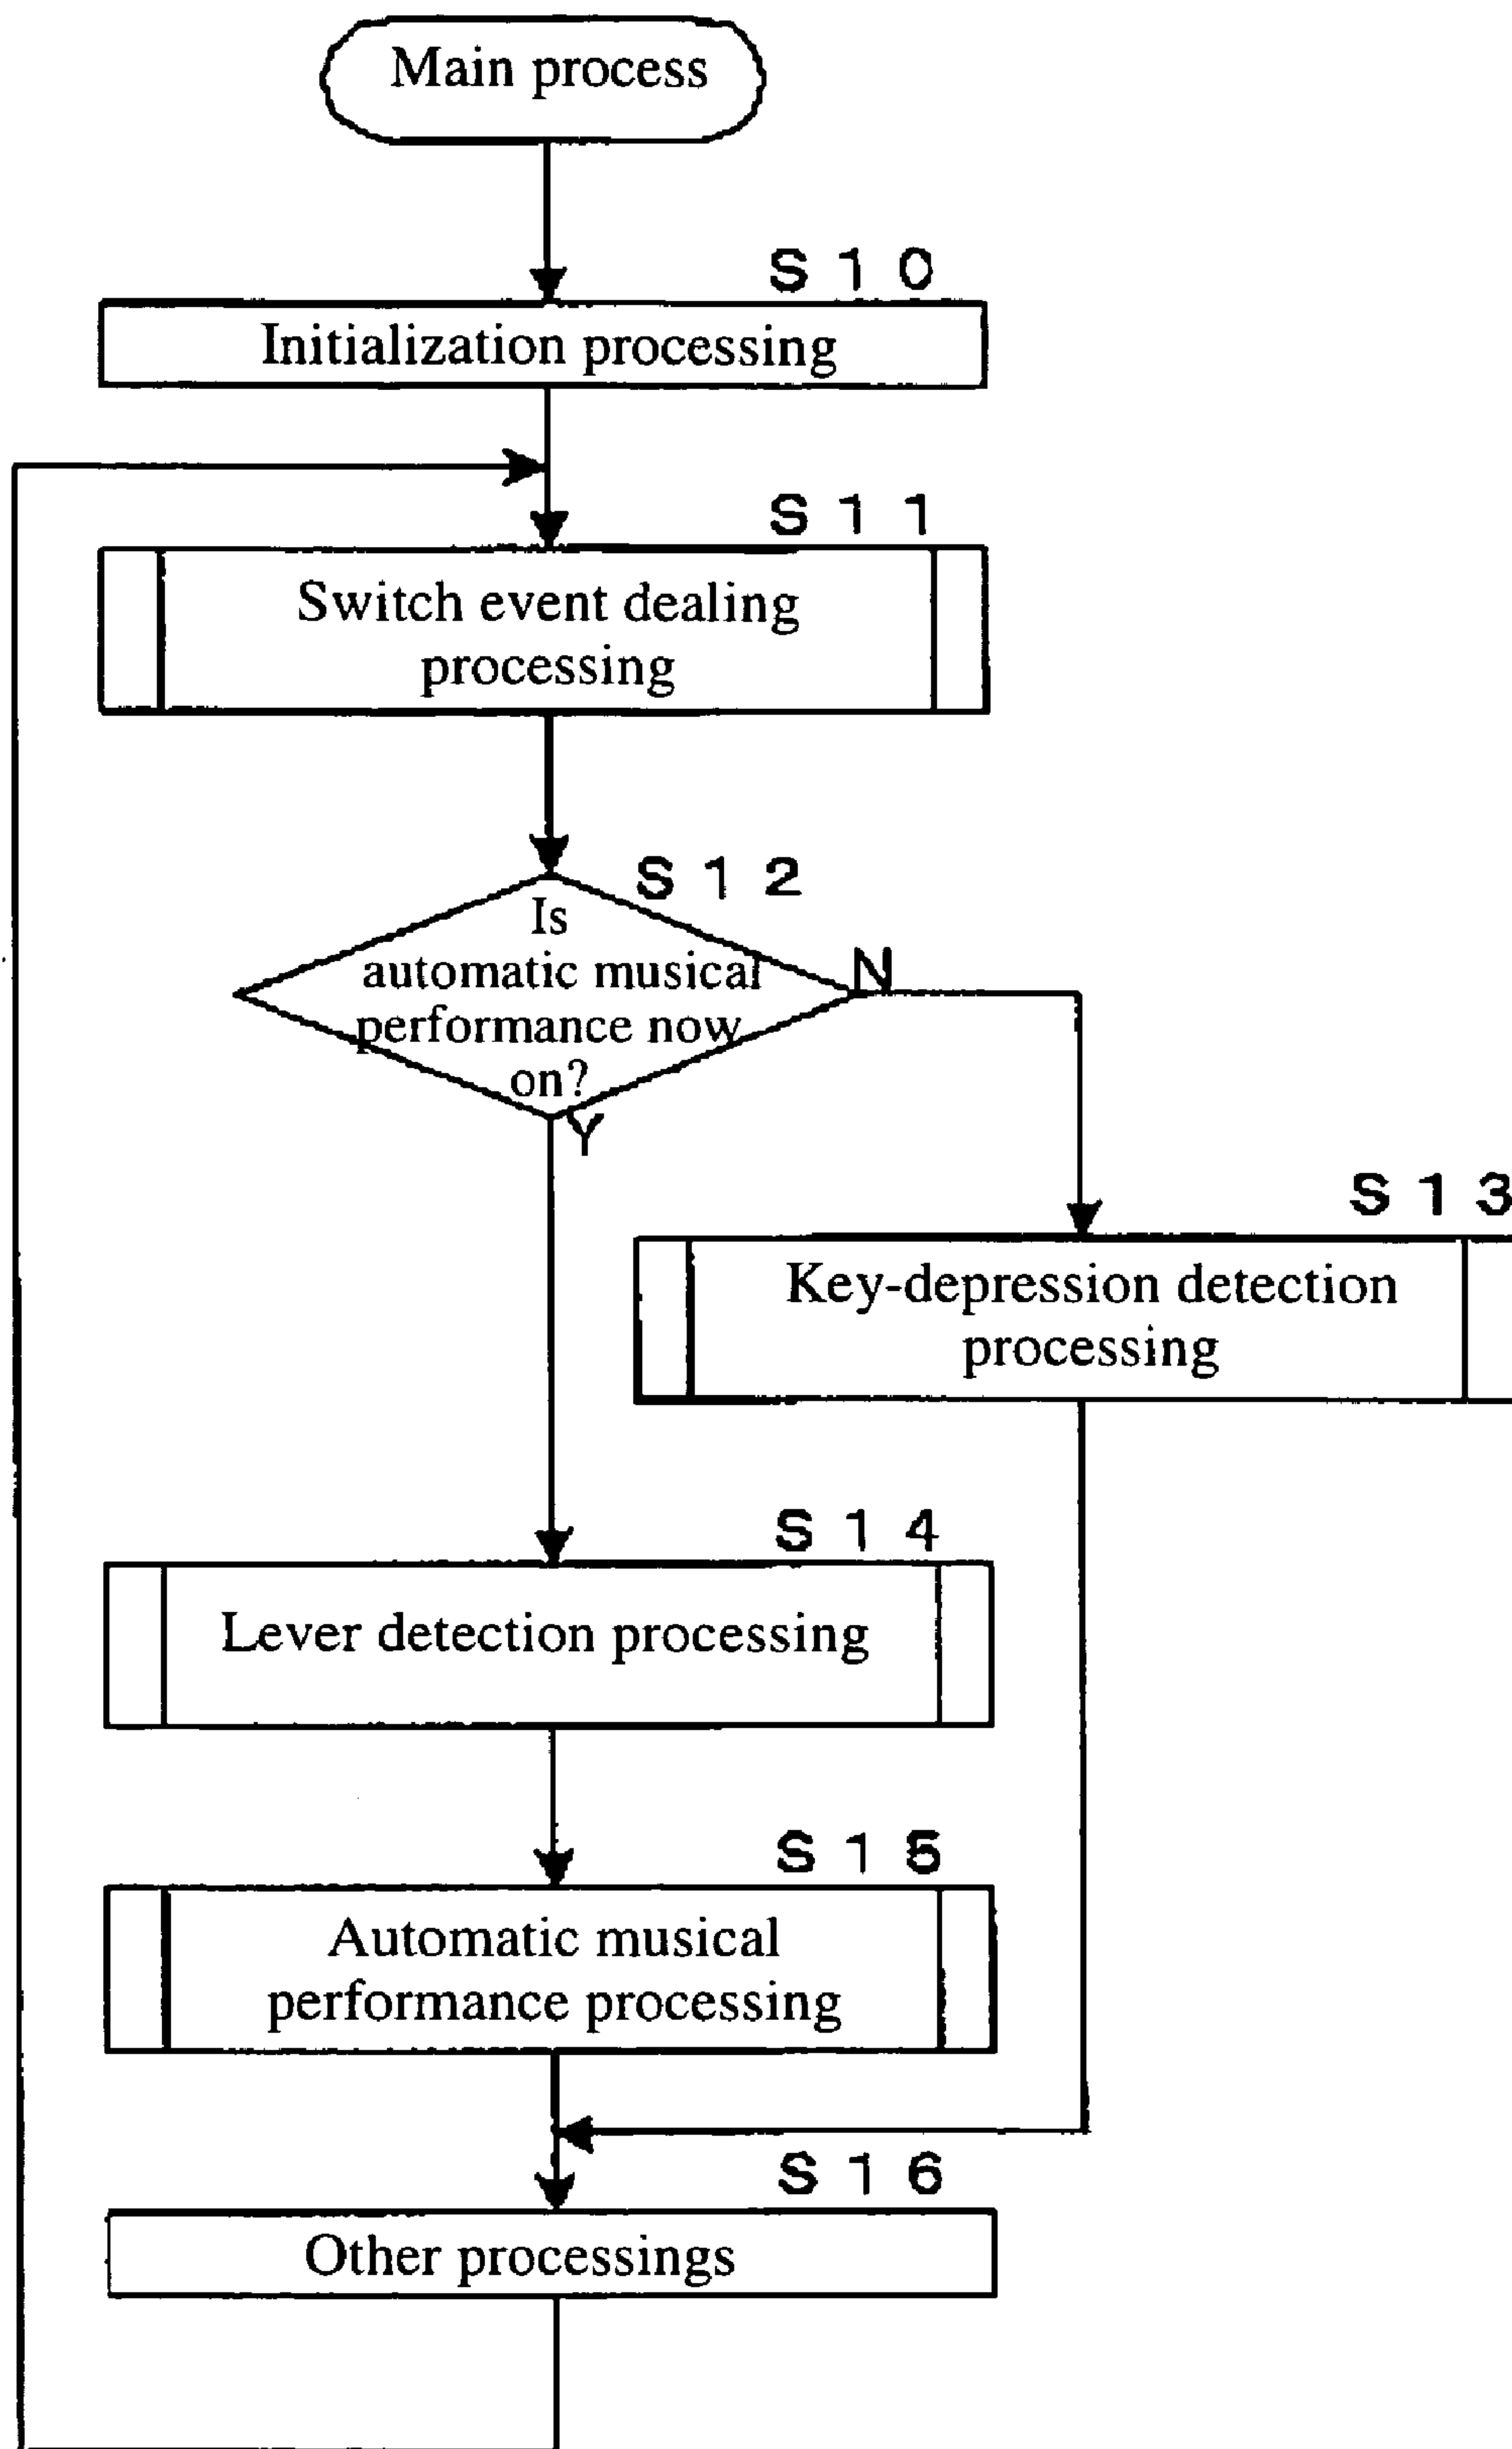 Main process
S10
Initialization processing
S11
Switch event dealing
processing
S12
Is
automatic musical
performance now
on?
N
Y
S13
Key-depression detection
processing
S14
Lever detection processing
S15
Automatic musical
performance processing
S16
Other processings